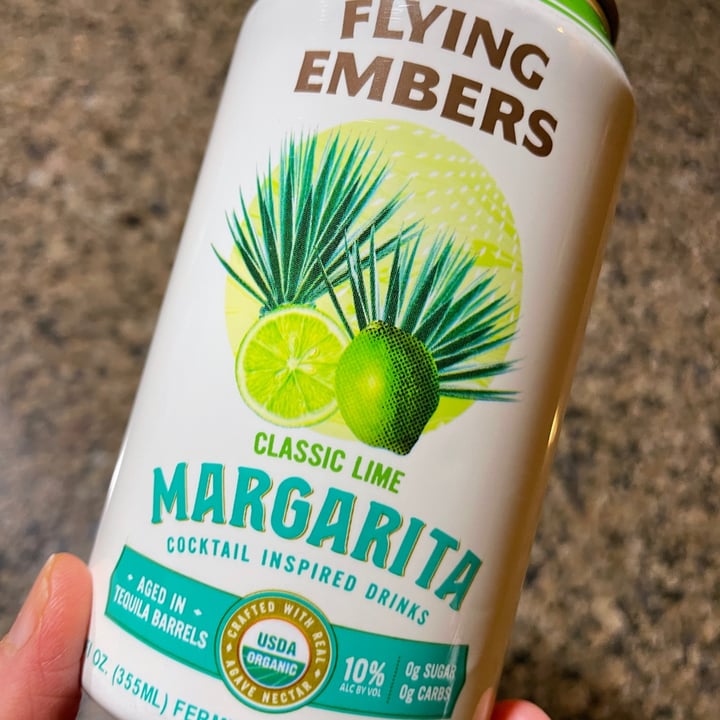 FLYING
EMBERS
CLASSIC LIME
MARGARITA
COCKTAIL INSPIRED DRINKS
AGED IN
TEQUILA BARRELS
CRAFTED WITH REAL
AGAVE NECTAR
USDA
ORGANIC
10%
ALC BY VOL
0g SUGAR
0g CARBS
OZ. (355ML)